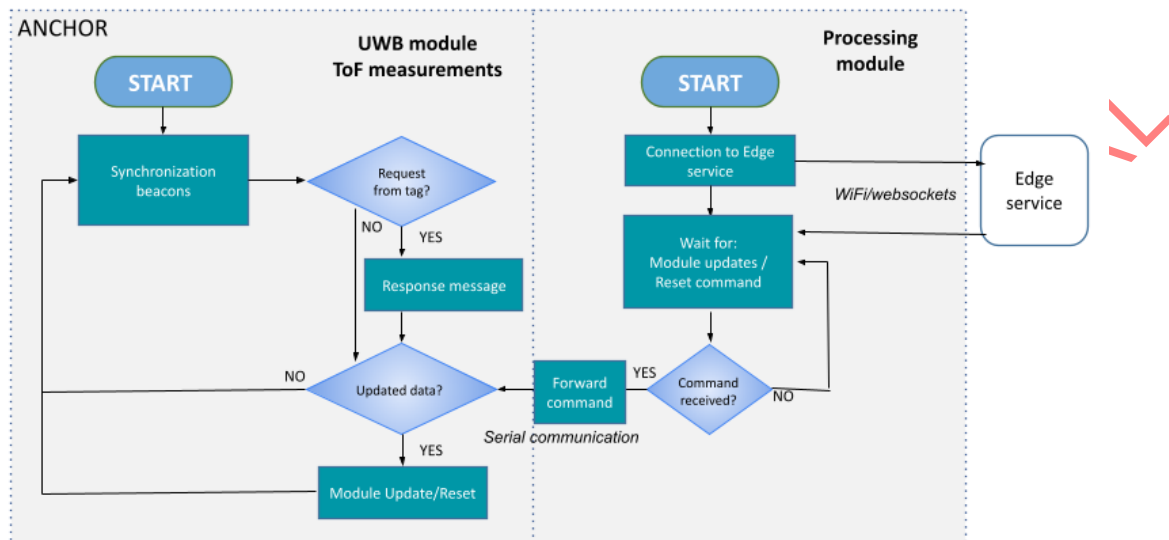 ANCHOR
UWB module
ToF measurements
START
Synchronization
beacons
Request
from tag?
NO
YES
Response message
Updated data?
NO
YES
Module Update/Reset
Processing
module
START
Connection to Edge
service
WiFi/websockets
Edge
service
Wait for:
Module updates /
Reset command
Command
received?
YES
NO
Forward
command
Serial communication